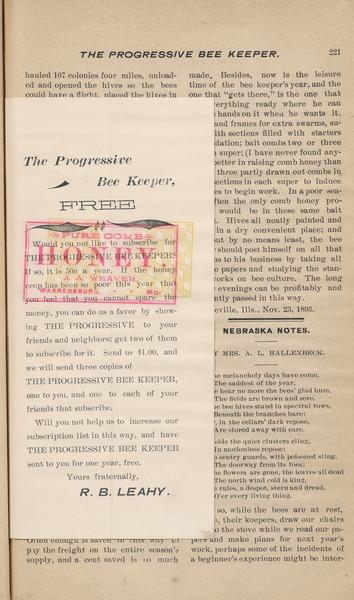 THE PROGRESSIVE BEE KEEPER.
221
hauled 107 colonies four miles, unload-
ed and opened the hives so the bees
could have a flight, placed the hives in
The Progressive
Bee Keeper,
FREE
PURE COMB
HONEY.
A. WEAVER,
WARRENSBURG, - - - Mo.
Would you not like to subscribe for
THE PROGRESSIVE BEE KEEPER?
If so, it is 50c a year. If the honey
crop has been so poor this year that
you feel that you cannot spare the
money, you can do us a favor by show-
ing THE PROGRESSIVE to your
friends and neighbors; get two of them
to subscribe for it. Send us $1.00, and
we will send three copies of
THE PROGRESSIVE BEE KEEPER,
one to you, and one to each of your
friends that subscribe.
Will you not help us to increase our
subscription list in this way, and have
THE PROGRESSIVE BEE KEEPER
sent to you for one year, free.
Yours fraternally,
R. B. LEAHY.
Often enough is saved in this way to
pay the freight on the entire season's
supply, and a cent saved is so much
made. Besides, now is the leisure
time of the bee keeper's year, and the
one that "gets there," is the one that
erything ready where he can
hands on it when he wants it.
and frames for extra swarms, su-
ith sections filled with starters
dation; bait combs two or three
super; (I have never found any-
better in raising comb honey than
three partly drawn out combs in
sections in each super to induce
es to begin work. In a poor sea-
ften the only comb honey pro-
would be in those same bait
Hives all neatly painted and
in a dry convenient place; and
out by no means least, the bee
should post himself on all that
s to his business by taking all
e papers and studying the stan-
orks on bee culture. The long
evenings can be profitably and
ntly passed in this way.
eville, Ills., Nov. 23, 1893.
NEBRASKA NOTES.
Y MRS. A. L. HALLENBECK.
he melancholy days have come,
The saddest of the year,
e hear no more the bees' glad hum,
The fields are brown and sere,
he bee hives stand in spectral rows,
Beneath the branches bare;
, in the cellars' dark repose,
Are stored away with care.
side the quiet clusters cling,
In motionless repose;
o sentry guards, with poisoned sting,
The doorway from its foes;
he flowers are gone, the leaves all dead
The north wind cold is king,
e rules, a despot, stern and dread,
O'er every living thing.
so, while the bees are at rest,
, their keepers, draw our chairs
o the stove while we read our pa-
pers and make plans for next year's
work, perhaps some of the incidents of
a beginner's experience might be inter-